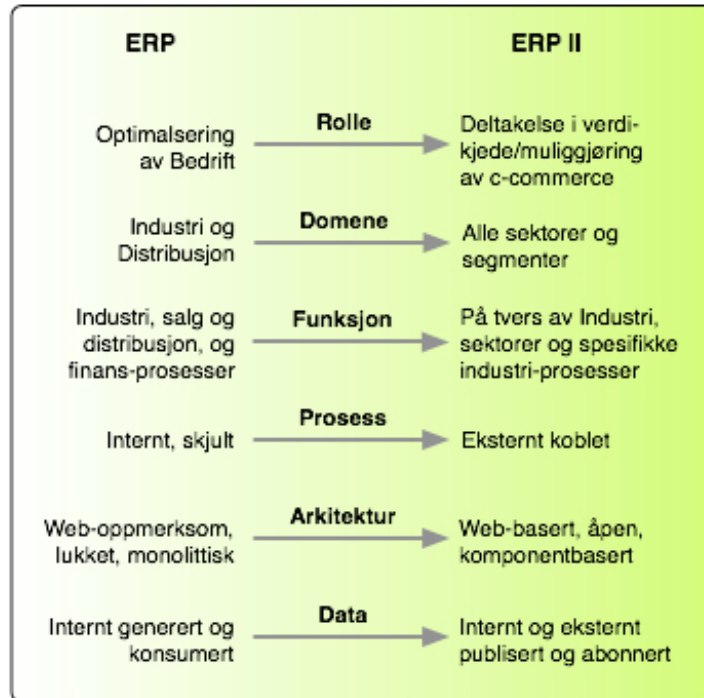 ERP
ERP II
Optimalsering
av Bedrift
Rolle
Deltakelse i verdi-
kjede/muliggjøring
av c-commerce
Industri og
Distribusjon
Domene
Alle sektorer og
segmenter
Industri, salg og
distribusjon, og
finans-prosesser
Funksjon
På tvers av Industri,
sektorer og spesifikke
industri-prosesser
Internt, skjult
Prosess
Eksternt koblet
Web-oppmerksom,
lukket, monolittisk
Arkitektur
Web-basert, åpen,
komponentbasert
Internt generert og
konsumert
Data
Internt og eksternt
publisert og abonnert